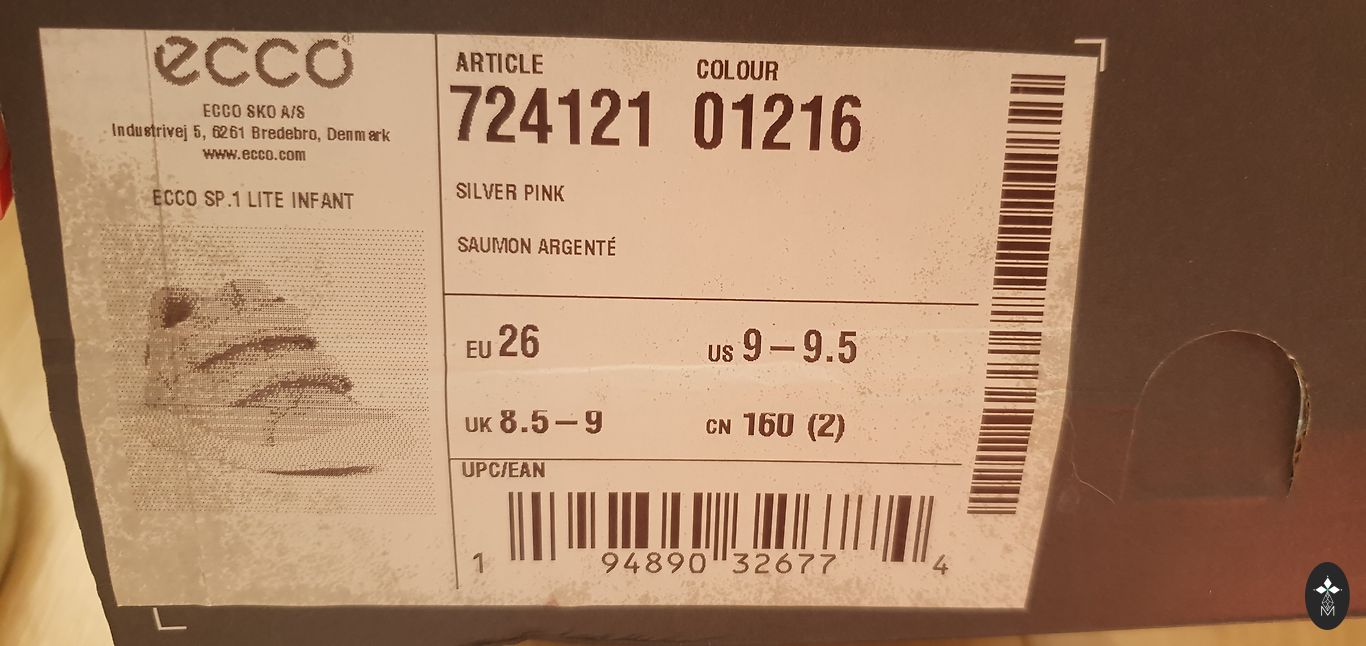 ecco
ECCO SKO A/S
Industrivej 5, 6261 Bredebro, Denmark
www.ecco.com
ECCO SP.1 LITE INFANT
ARTICLE
724121
COLOUR
01216
SILVER PINK
SAUMON ARGENTÉ
EU 26
US 9–9.5
UK 8.5–9
CN 160 (2)
UPC/EAN
1 94890 32677 4
M